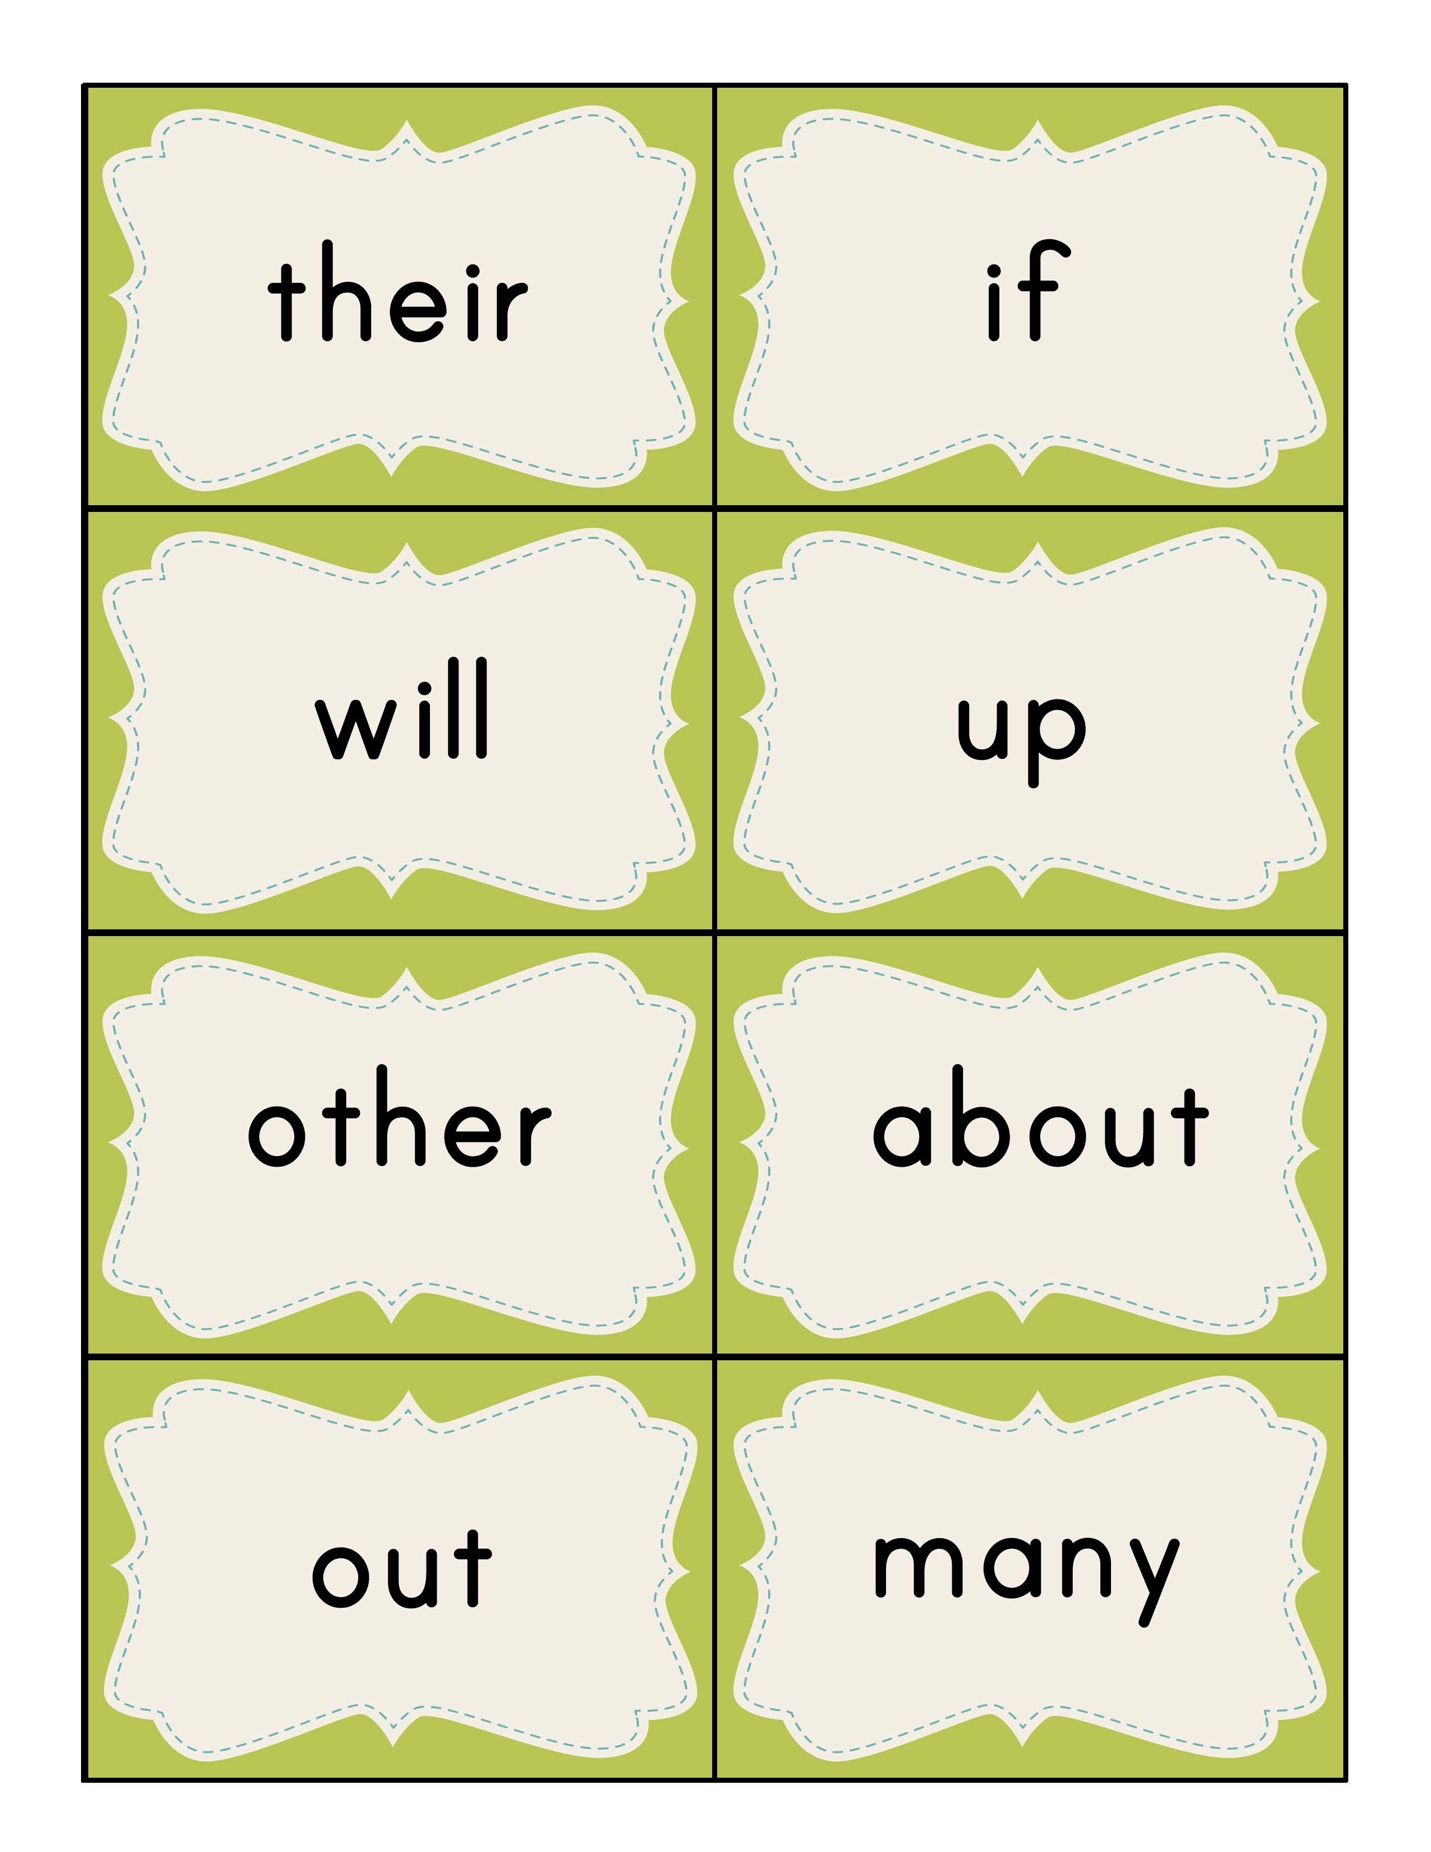 their
if
will
up
other
about
out
many